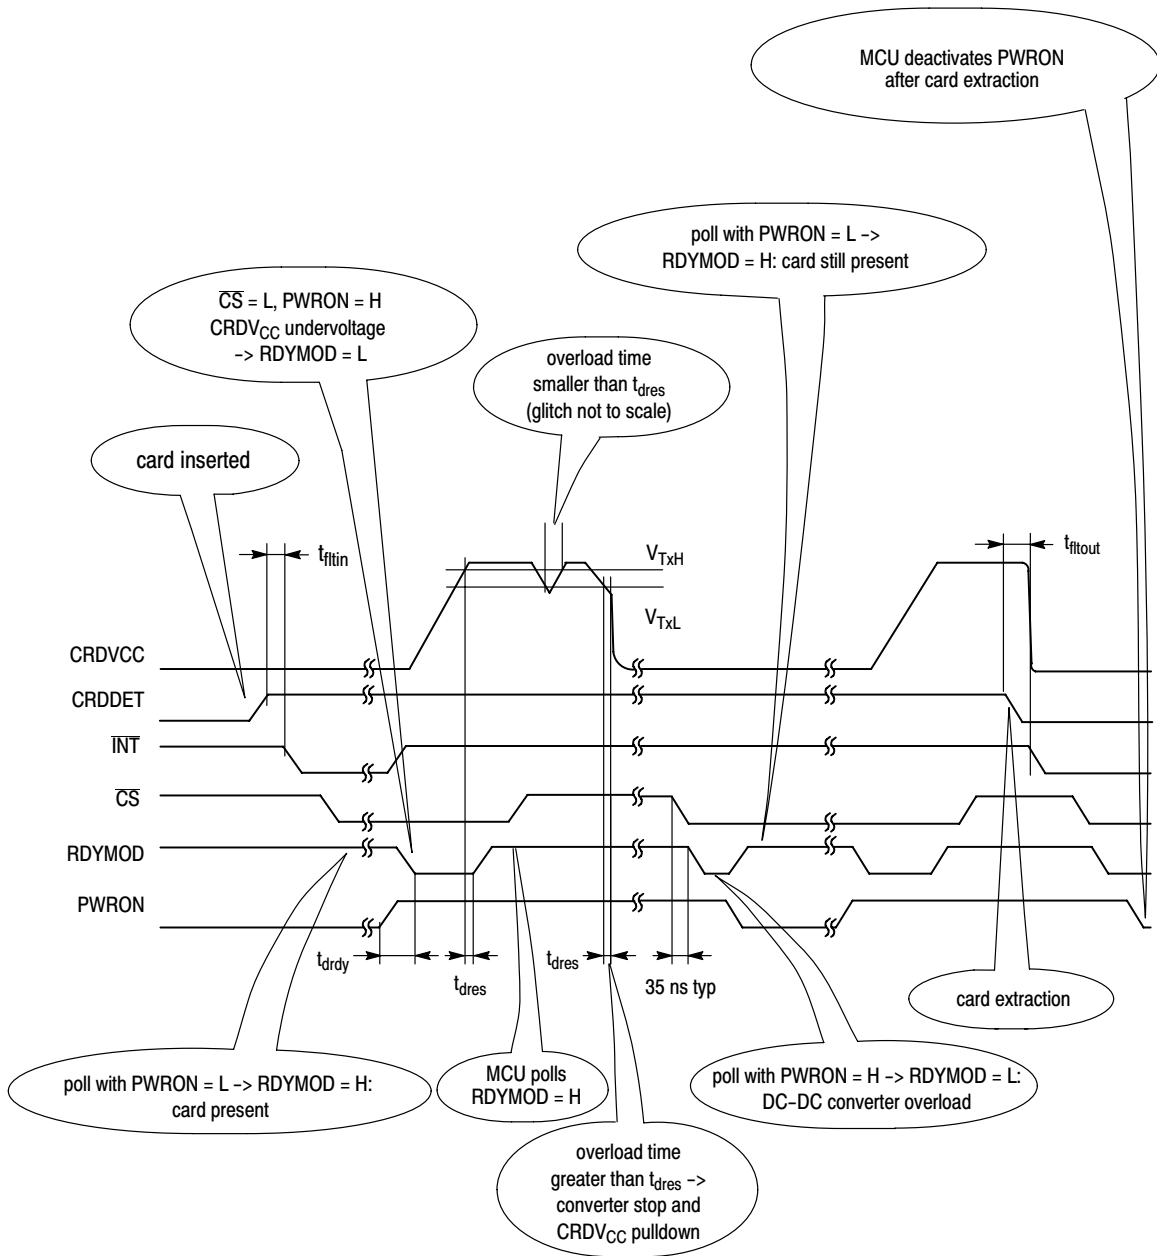 MCU deactivates PWRON
after card extraction
poll with PWRON = L –>
RDYMOD = H: card still present
CS = L, PWRON = H
CRDVCC undervoltage
–> RDYMOD = L
overload time
smaller than tdres
(glitch not to scale)
card inserted
tfltin
VTxH
tfltout
VTxL
CRDVCC
CRDDET
INT
CS
RDYMOD
PWRON
tdrdy
tdres
tdres
35 ns typ
card extraction
poll with PWRON = L –> RDYMOD = H:
card present
MCU polls
RDYMOD = H
poll with PWRON = H –> RDYMOD = L:
DC–DC converter overload
overload time
greater than tdres –>
converter stop and
CRDVCC pulldown